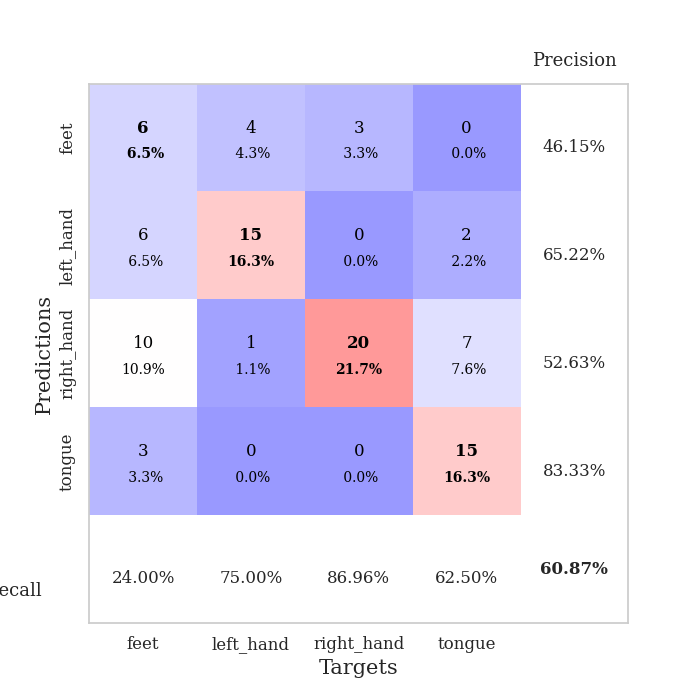 Precision
feet 6 4 3 0 46.15%
6.5% 4.3% 3.3% 0.0%
left_hand 6 15 0 2 65.22%
6.5% 16.3% 0.0% 2.2%
Predictions
right_hand 10 1 20 7 52.63%
10.9% 1.1% 21.7% 7.6%
tongue 3 0 0 15 83.33%
3.3% 0.0% 0.0% 16.3%
ecall 24.00% 75.00% 86.96% 62.50% 60.87%
feet left_hand right_hand tongue
Targets